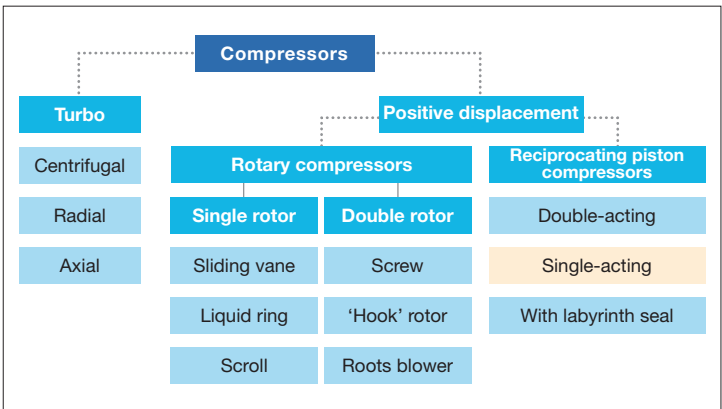 Compressors
Turbo
Positive displacement
Centrifugal
Rotary compressors
Reciprocating piston
compressors
Radial
Single rotor
Double rotor
Double-acting
Axial
Sliding vane
Screw
Single-acting
Liquid ring
‘Hook’ rotor
With labyrinth seal
Scroll
Roots blower